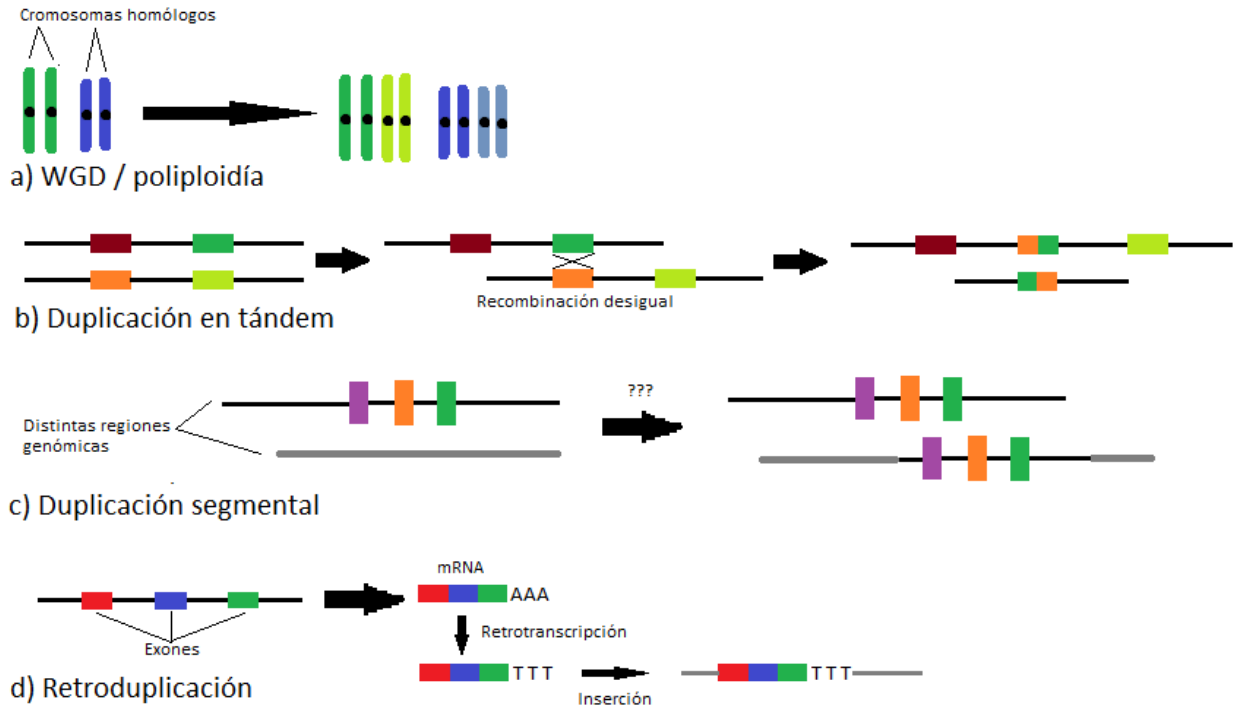 Cromosomas homólogos
a) WGD / poliploidía
Recombinación desigual
b) Duplicación en tándem
???
Distintas regiones
genómicas
c) Duplicación segmental
mRNA
AAA
Retrotranscripción
Exones
TTT
TTT
Inserción
d) Retroduplicación